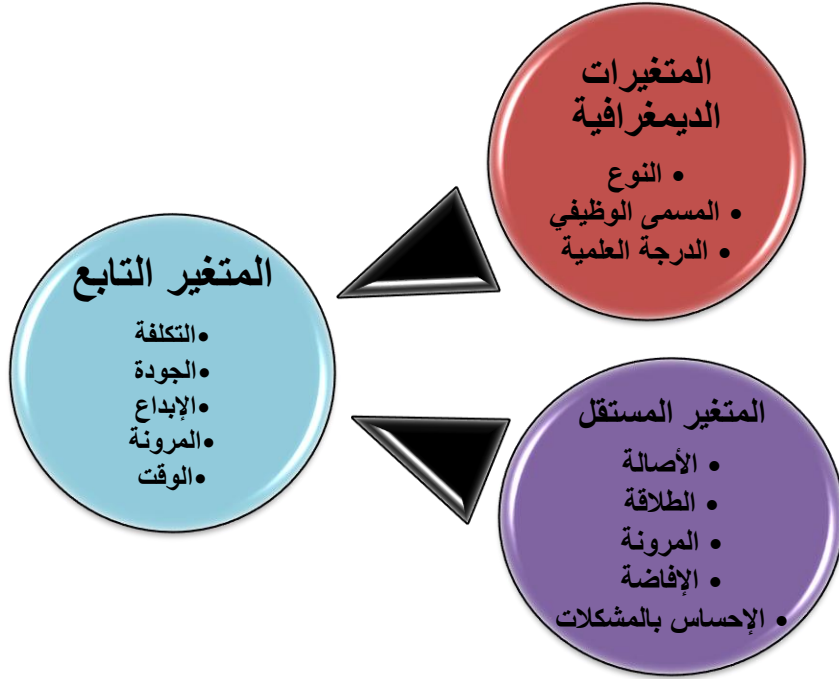 المتغيرات
الديمغرافية
• النوع
• المسمى الوظيفي
• الدرجة العلمية
المتغير التابع
•التكلفة
•الجودة
•الإبداع
•المرونة
•الوقت
المتغير المستقل
• الأصالة
• الطلاقة
• المرونة
• الإفاضة
• الإحساس بالمشكلات